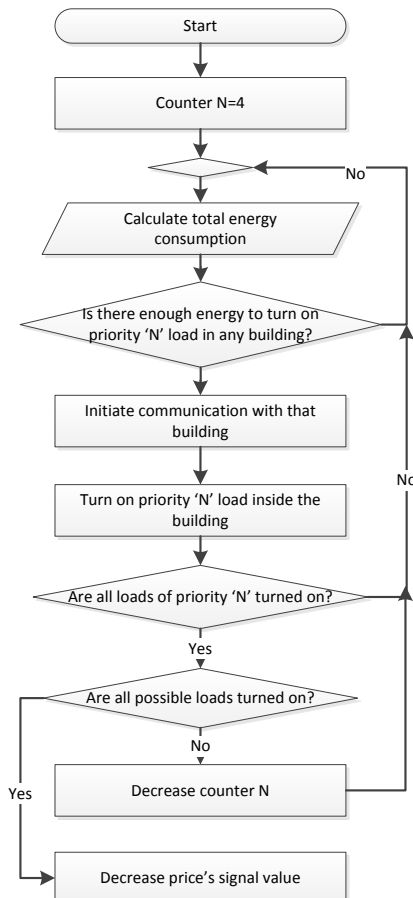 Start
Counter N=4
No
Calculate total energy
consumption
Is there enough energy to turn on
priority ‘N’ load in any building?
Initiate communication with that
building
No
Turn on priority ‘N’ load inside the
building
Are all loads of priority ‘N’ turned on?
Yes
Are all possible loads turned on?
No
Yes
Decrease counter N
Decrease price’s signal value